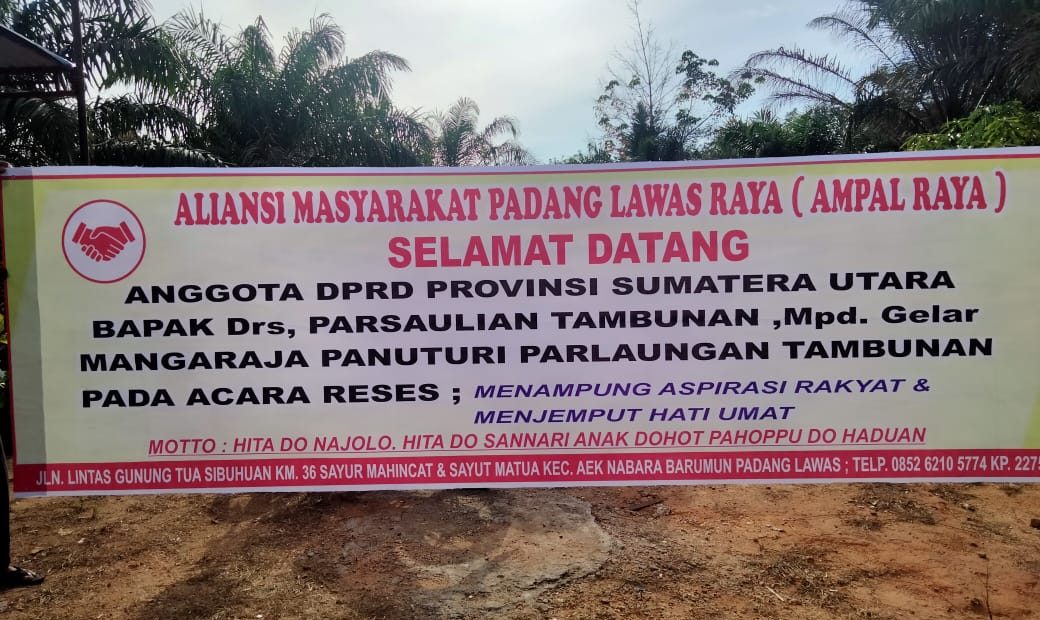 ALIANSI MASYARAKAT PADANG LAWAS RAYA ( AMPAL RAYA )
SELAMAT DATANG
ANGGOTA DPRD PROVINSI SUMATERA UTARA
BAPAK Drs, PARSAULIAN TAMBUNAN ,Mpd. Gelar
MANGARAJA PANUTURI PARLAUNGAN TAMBUNAN
PADA ACARA RESES ; MENAMPUNG ASPIRASI RAKYAT &
MENJEMPUT HATI UMAT
MOTTO : HITA DO NAJOLO. HITA DO SANNARI ANAK DOHOT PAHOPPU DO HADUAN
JLN. LINTAS GUNUNG TUA SIBUHUAN KM. 36 SAYUR MAHINCAT & SAYUT MATUA KEC. AEK NABARA BARUMUN PADANG LAWAS ; TELP. 0852 6210 5774 KP. 2275